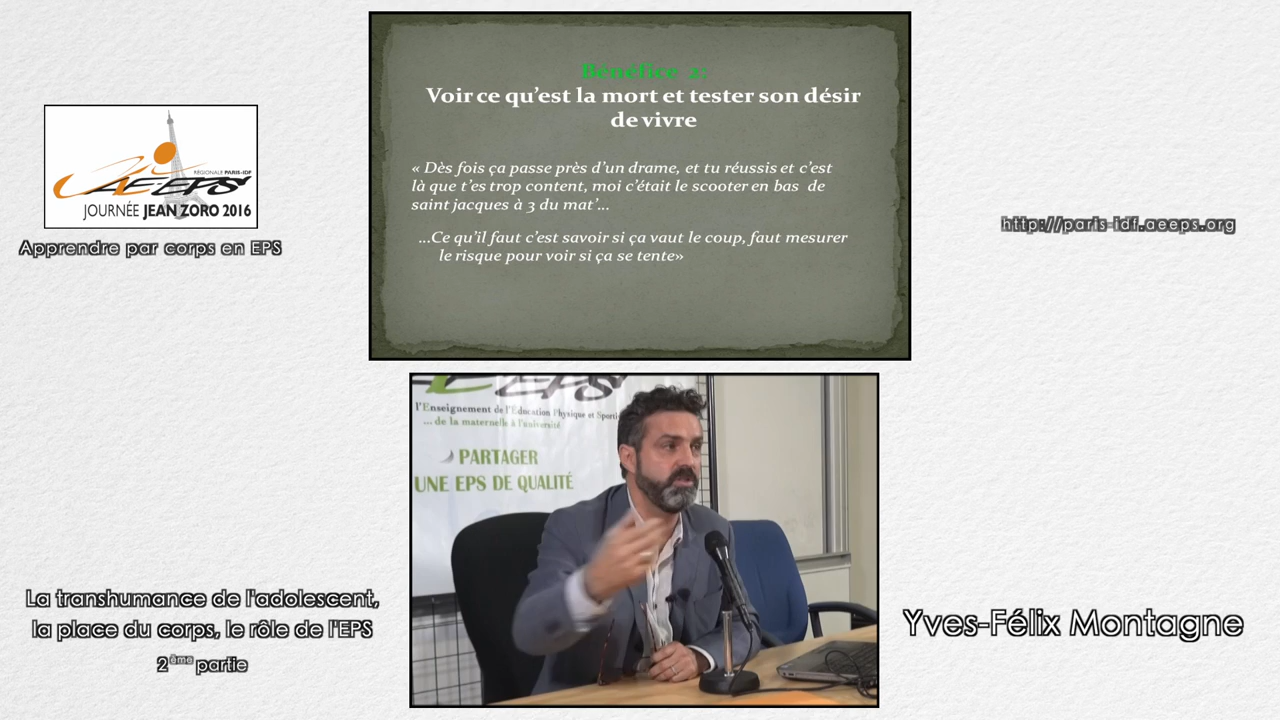 Bénéfice 2:
Voir ce qu'est la mort et tester son désir
de vivre
« Dès fois ça passe près d'un drame, et tu réussis et c'est
là que t'es trop content, moi c'était le scooter en bas de
saint jacques à 3 du mat'...
...Ce qu'il faut c'est savoir si ça vaut le coup, faut mesurer
le risque pour voir si ça se tente»
RÉGIONALE PARIS-IDF
AE-EPS
JOURNÉE JEAN ZORO 2016
Apprendre par corps en EPS
http://paris-idf.aeeps.org
l'Enseignement de l'Éducation Physique et Sporti
... de la maternelle à l'université
PARTAGER
UNE EPS DE QUALITÉ
La transhumance de l'adolescent,
la place du corps, le rôle de l'EPS
2ème partie
Yves-Félix Montagne